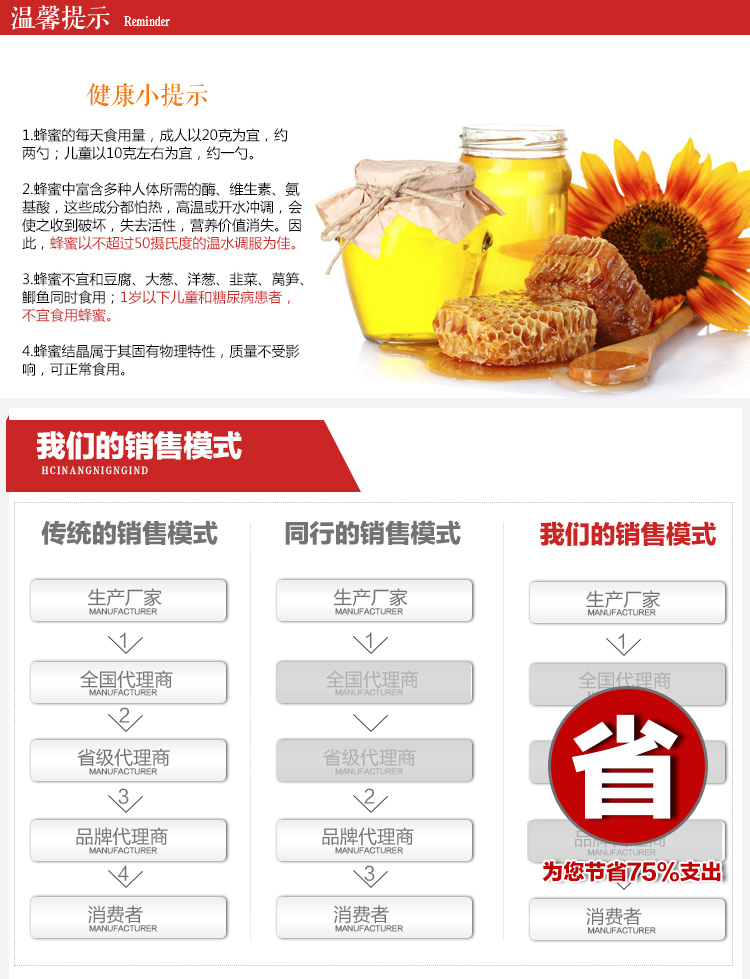 温馨提示 Reminder
健康小提示
1.蜂蜜的每天食用量，成人以20克为宜，约
两勺；儿童以10克左右为宜，约一勺。
2.蜂蜜中富含多种人体所需的酶、维生素、氨
基酸，这些成分都怕热，高温或开水冲调，会
使之收到破坏，失去活性，营养价值消失。因
此，蜂蜜以不超过50摄氏度的温水调服为佳。
3.蜂蜜不宜和豆腐、大葱、洋葱、韭菜、莴笋、
鲫鱼同时食用；1岁以下儿童和糖尿病患者，
不宜食用蜂蜜。
4.蜂蜜结晶属于其固有物理特性，质量不受影
响，可正常食用。
我们的销售模式
HCINANGNIGNGIND
传统的销售模式
生产厂家
MANUFACTURER
1
全国代理商
MANUFACTURER
2
省级代理商
MANUFACTURER
3
品牌代理商
MANUFACTURER
4
消费者
MANUFACTURER
同行的销售模式
生产厂家
MANUFACTURER
1
全国代理商
MANUFACTURER
省级代理商
MANUFACTURER
2
品牌代理商
MANUFACTURER
3
消费者
MANUFACTURER
我们的销售模式
生产厂家
MANUFACTURER
1
全国代理商
省
MANUFACTURER
为您节省75%支出
消费者
MANUFACTURER